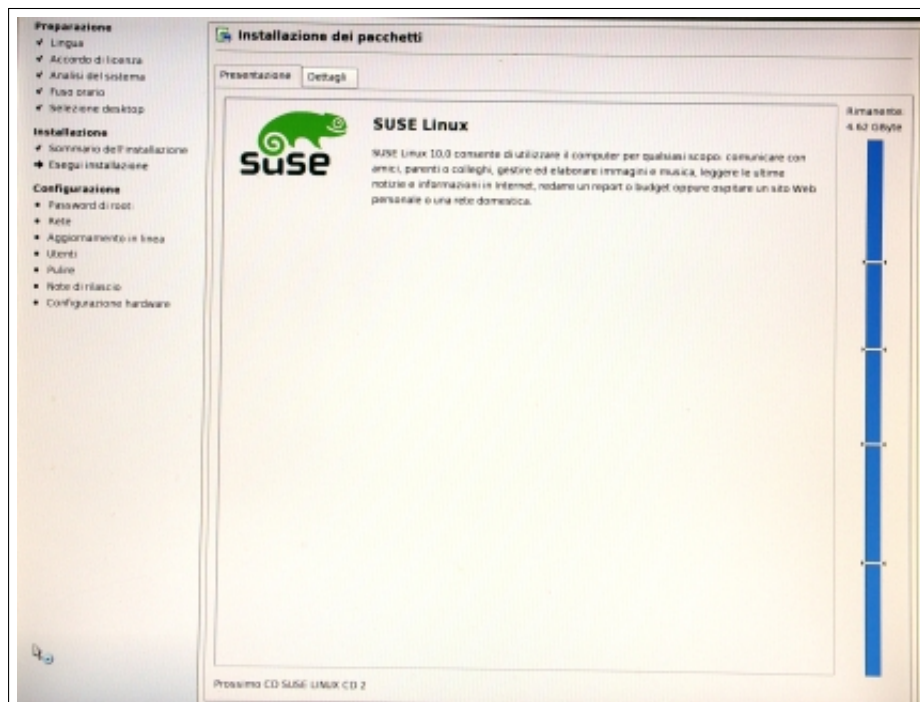 Preparazione
Lingua
Accordo di licenza
Analisi del sistema
Fuso orario
Selezione desktop
Installazione
Sommario dell'installazione
Esegui installazione
Configurazione
Password di root
Rete
Aggiornamento in linea
Utenti
Pulire
Note di rilascio
Configurazione hardware
Installazione dei pacchetti
Presentazione
Dettagli
SUSE
SUSE Linux
SUSE Linux 10.0 consente di utilizzare il computer per qualsiasi scopo: comunicare con
amici, parenti o colleghi, gestire ed elaborare immagini e musica, leggere le ultime
notizie e informazioni in Internet, redarre un report o budget oppure ospitare un sito Web
personale o una rete domestica.
Rimanente:
4.62 GByte
Prossimo CD SUSE LINUX CD 2